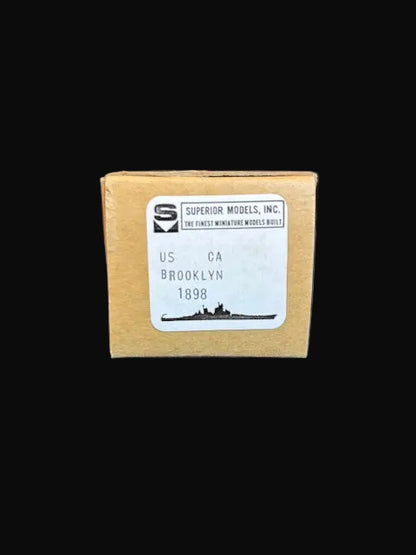 S
SUPERIOR MODELS, INC.
THE FINEST MINIATURE MODELS BUILT
US CA
BROOKLYN
1898